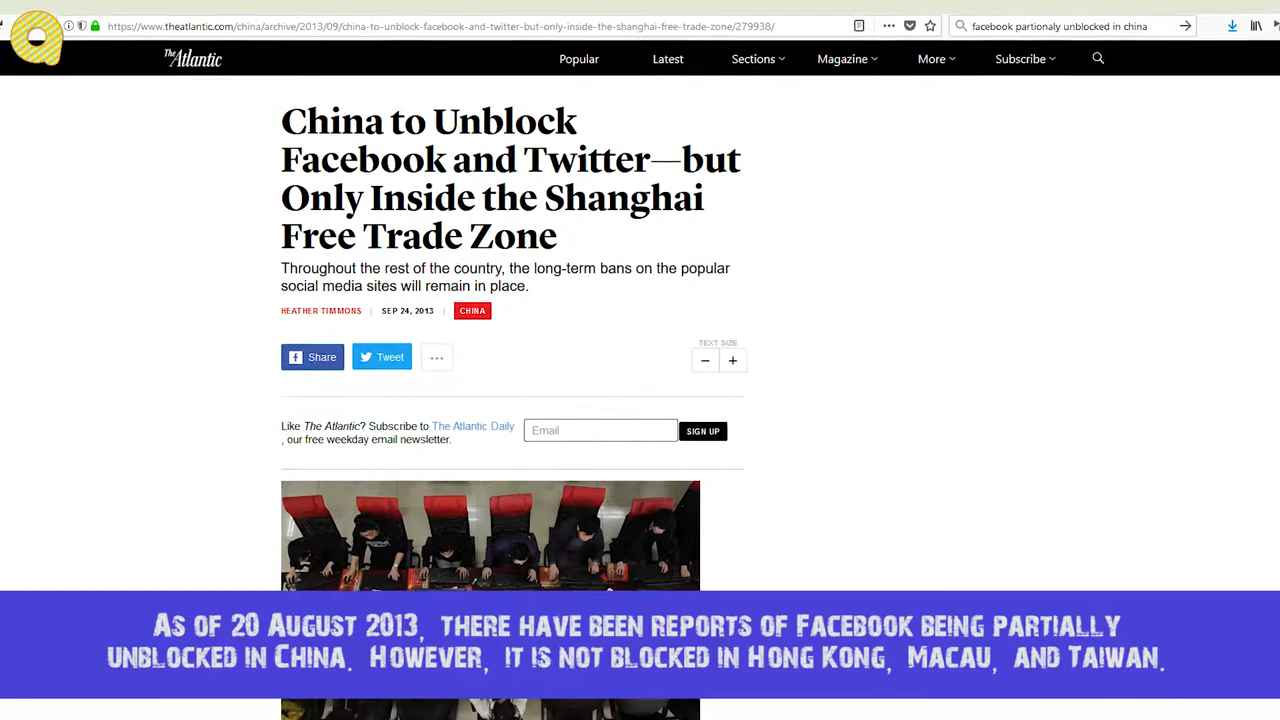 https://www.theatlantic.com/china/archive/2013/09/china-to-unblock-facebook-and-twitter-but-only-inside-the-shanghai-free-trade-zone/279938/
facebook partionaly unblocked in china
The Atlantic
Popular
Latest
Sections
Magazine
More
Subscribe
China to Unblock
Facebook and Twitter—but
Only Inside the Shanghai
Free Trade Zone
Throughout the rest of the country, the long-term bans on the popular
social media sites will remain in place.
HEATHER TIMMONS | SEP 24, 2013 | CHINA
TEXT SIZE
Share
Tweet
...
− +
Like The Atlantic? Subscribe to The Atlantic Daily
, our free weekday email newsletter.
Email
SIGN UP
As of 20 August 2013, there have been reports of Facebook being partially
unblocked in China. However, it is not blocked in Hong Kong, Macau, and Taiwan.